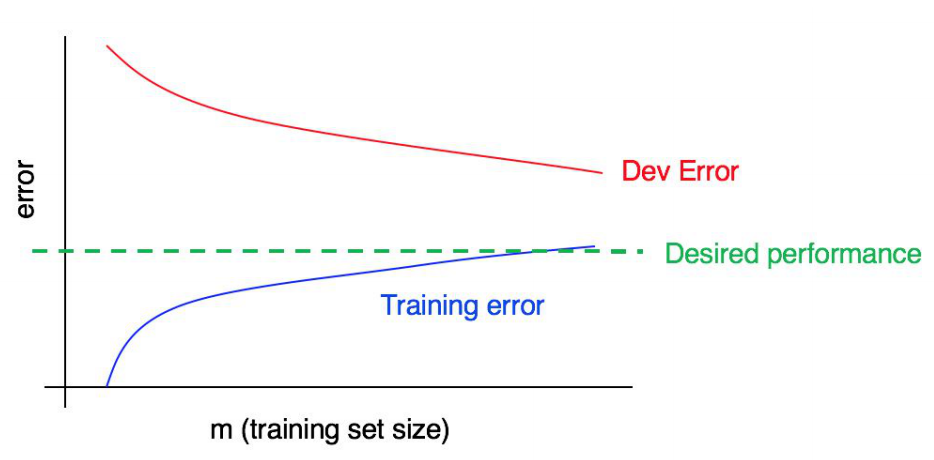 error
Dev Error
Desired performance
Training error
m (training set size)